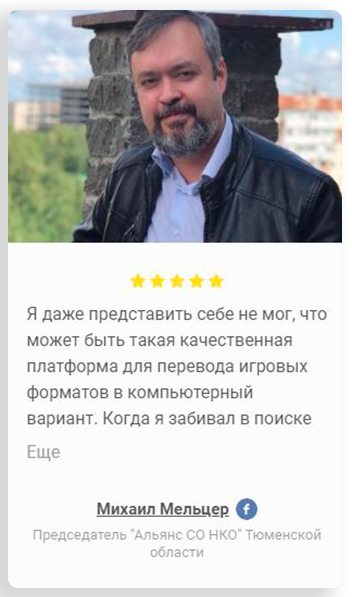 Я даже представить себе не мог, что
может быть такая качественная
платформа для перевода игровых
форматов в компьютерный
вариант. Когда я забивал в поиске
Еще
Михаил Мельцер f
Председатель "Альянс СО НКО" Тюменской
области